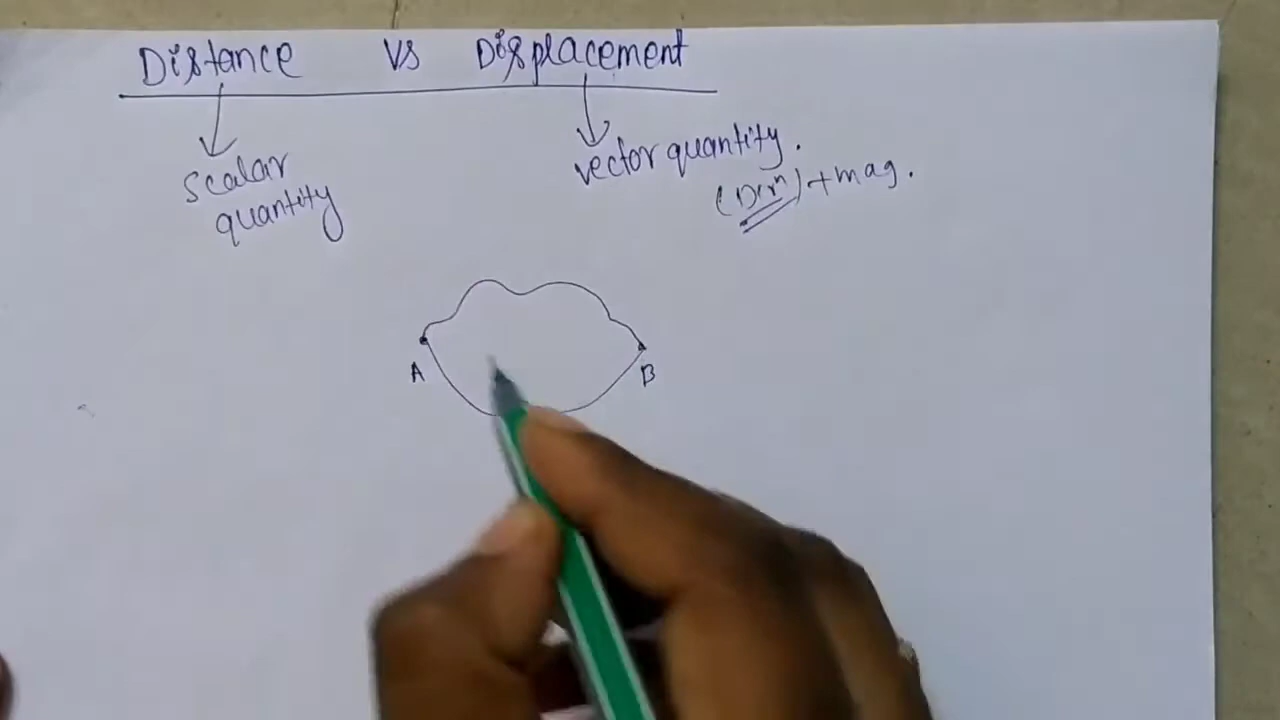 Distance vs Displacement
scalar
quantity
vector quantity.
(Dirⁿ) + mag.
A
B